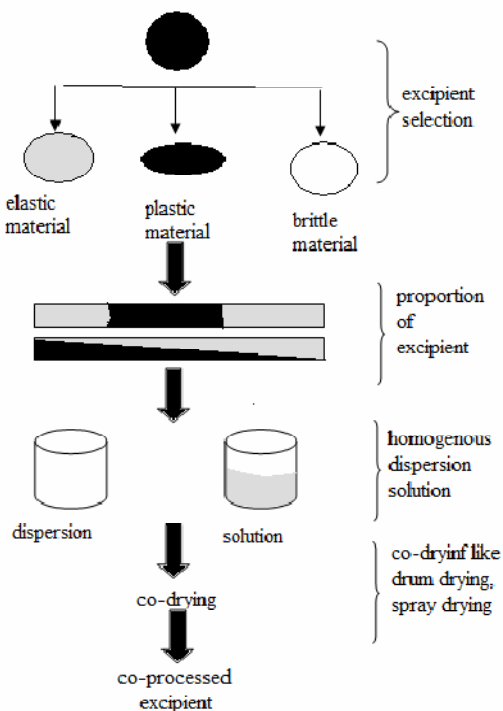 excipient
selection
elastic
material
plastic
material
brittle
material
proportion
of
excipient
homogenous
dispersion
solution
dispersion
solution
co-dryinf like
drum drying,
spray drying
co-drying
co-processed
excipient